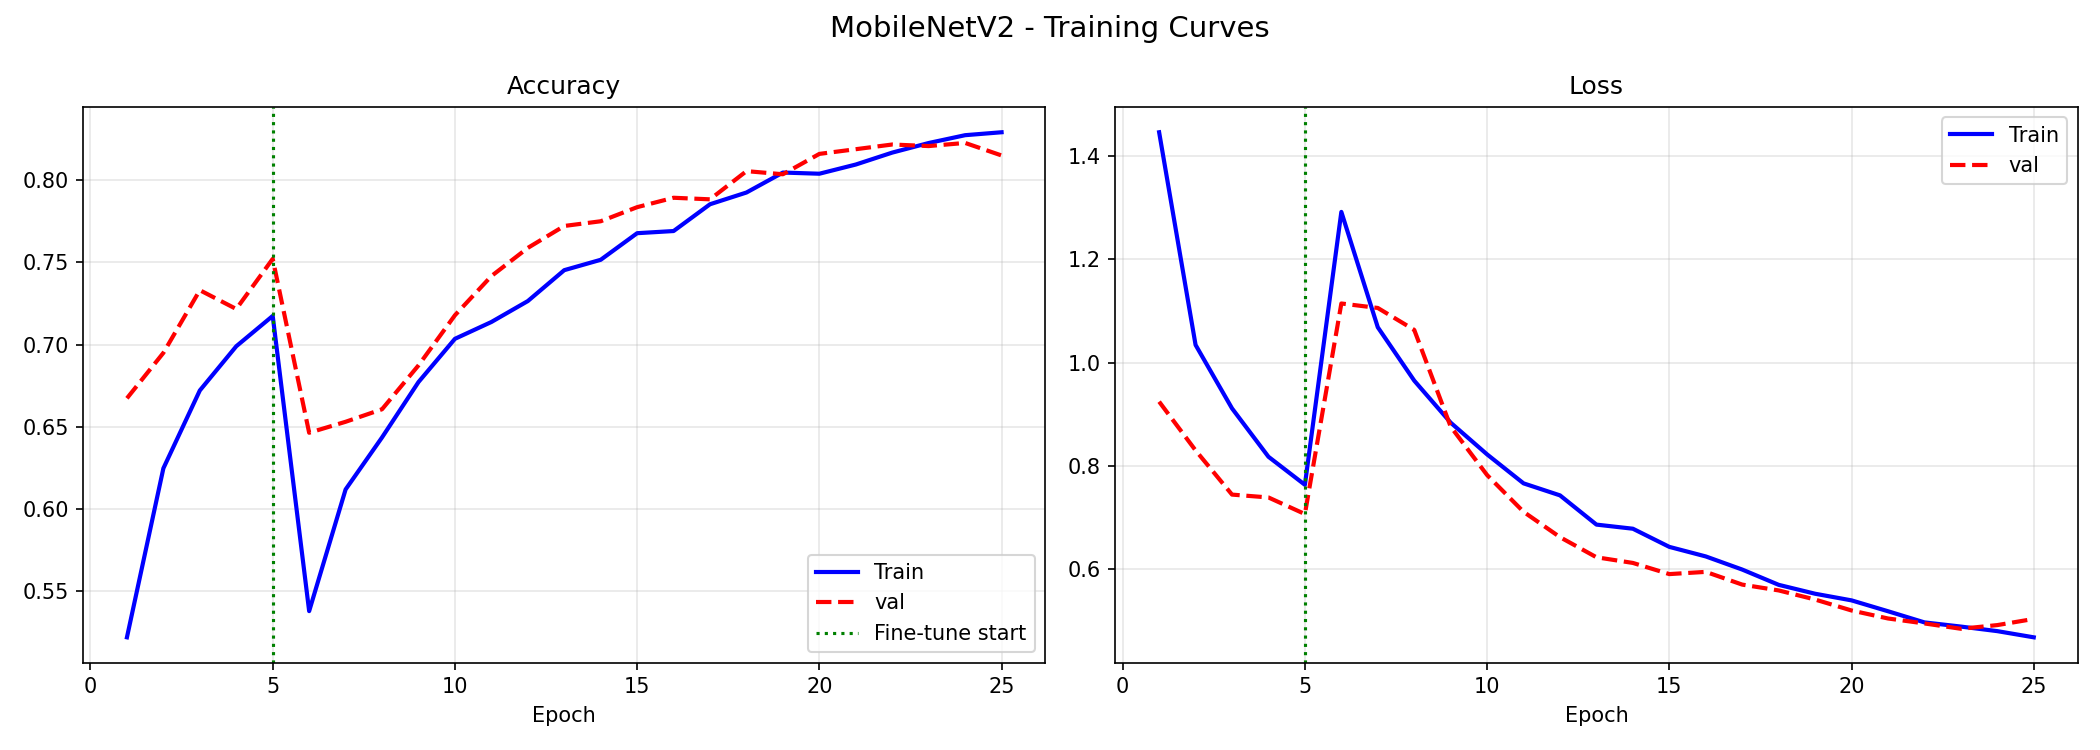 MobileNetV2 - Training Curves
Accuracy
0.80
0.75
0.70
0.65
0.60
0.55
0 5 10 15 20 25
Epoch
Train
val
Fine-tune start
Loss
1.4
1.2
1.0
0.8
0.6
0 5 10 15 20 25
Epoch
Train
val